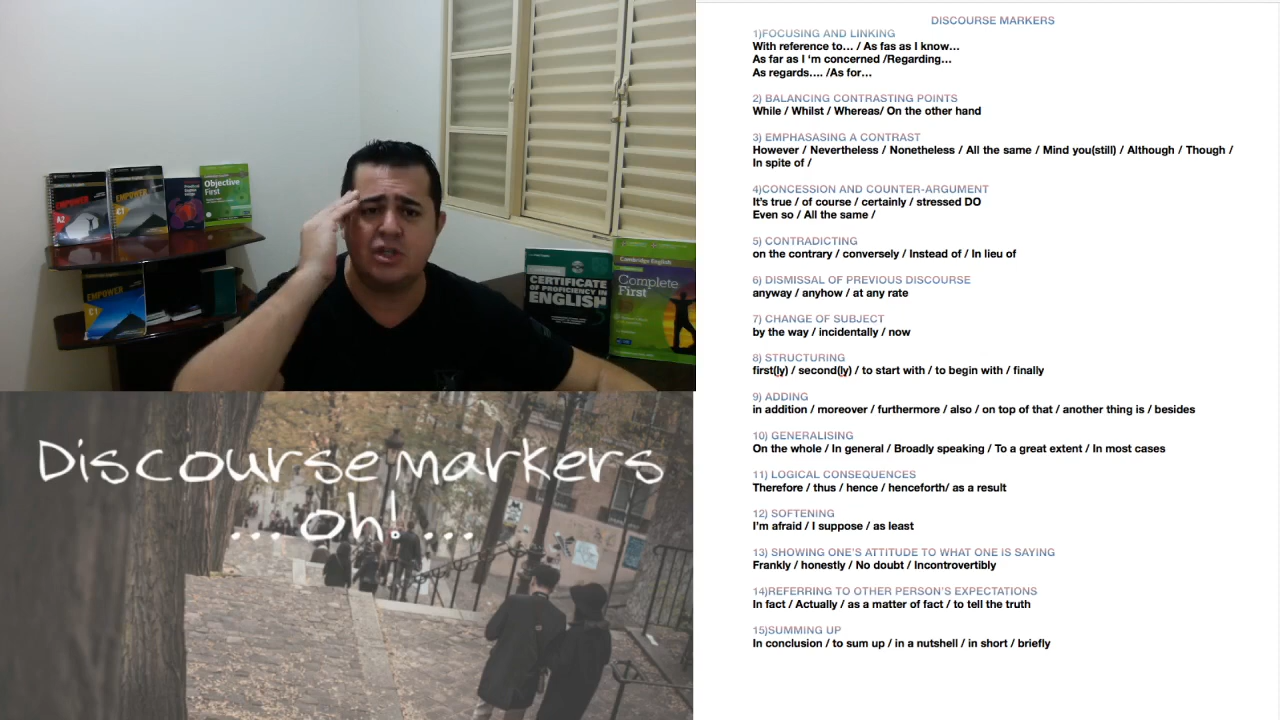 DISCOURSE MARKERS
1)FOCUSING AND LINKING
With reference to… / As fas as I know…
As far as I 'm concerned /Regarding…
As regards…. /As for…
2) BALANCING CONTRASTING POINTS
While / Whilst / Whereas/ On the other hand
3) EMPHASASING A CONTRAST
However / Nevertheless / Nonetheless / All the same / Mind you(still) / Although / Though /
In spite of /
4)CONCESSION AND COUNTER-ARGUMENT
It's true / of course / certainly / stressed DO
Even so / All the same /
5) CONTRADICTING
on the contrary / conversely / Instead of / In lieu of
6) DISMISSAL OF PREVIOUS DISCOURSE
anyway / anyhow / at any rate
7) CHANGE OF SUBJECT
by the way / incidentally / now
8) STRUCTURING
first(ly) / second(ly) / to start with / to begin with / finally
9) ADDING
in addition / moreover / furthermore / also / on top of that / another thing is / besides
10) GENERALISING
On the whole / In general / Broadly speaking / To a great extent / In most cases
11) LOGICAL CONSEQUENCES
Therefore / thus / hence / henceforth/ as a result
12) SOFTENING
I'm afraid / I suppose / as least
13) SHOWING ONE'S ATTITUDE TO WHAT ONE IS SAYING
Frankly / honestly / No doubt / Incontrovertibly
14)REFERRING TO OTHER PERSON'S EXPECTATIONS
In fact / Actually / as a matter of fact / to tell the truth
15)SUMMING UP
In conclusion / to sum up / in a nutshell / in short / briefly
EMPOWER
A2
EMPOWER
C1
Objective
First
EMPOWER
C1
CERTIFICATE
OF PROFICIENCY IN
ENGLISH
Cambridge English
Complete
First
Discourse markers
... oh! ...